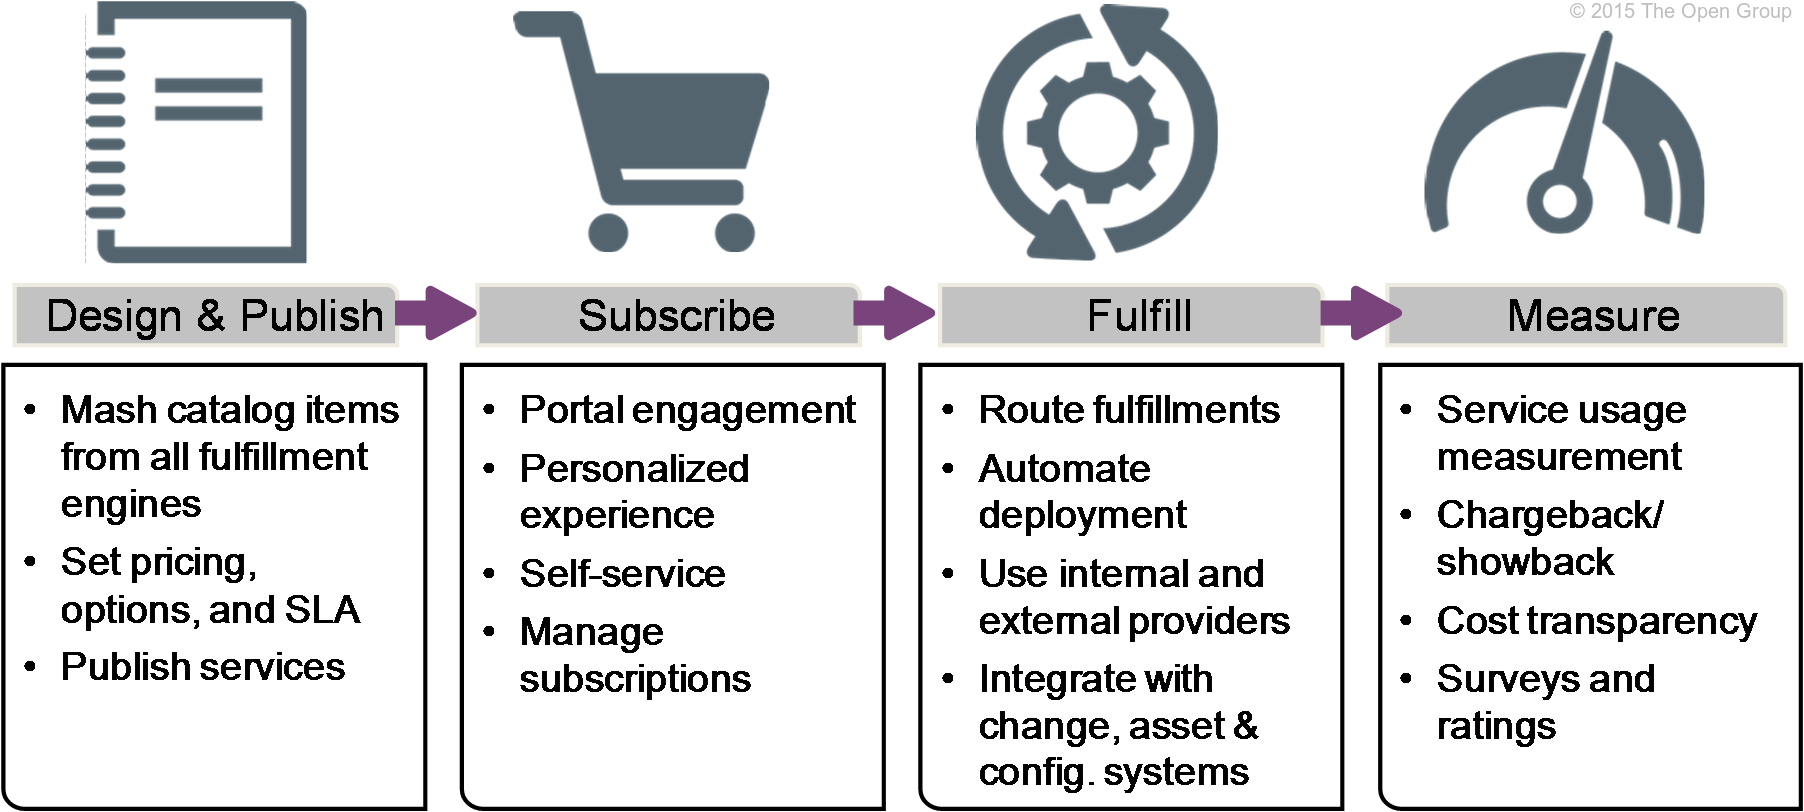 © 2015 The Open Group
Design & Publish
Subscribe
Fulfill
Measure
• Mash catalog items
from all fulfillment
engines
• Set pricing,
options, and SLA
• Publish services
• Portal engagement
• Personalized
experience
• Self-service
• Manage
subscriptions
• Route fulfillments
• Automate
deployment
• Use internal and
external providers
• Integrate with
change, asset &
config. systems
• Service usage
measurement
• Chargeback/
showback
• Cost transparency
• Surveys and
ratings